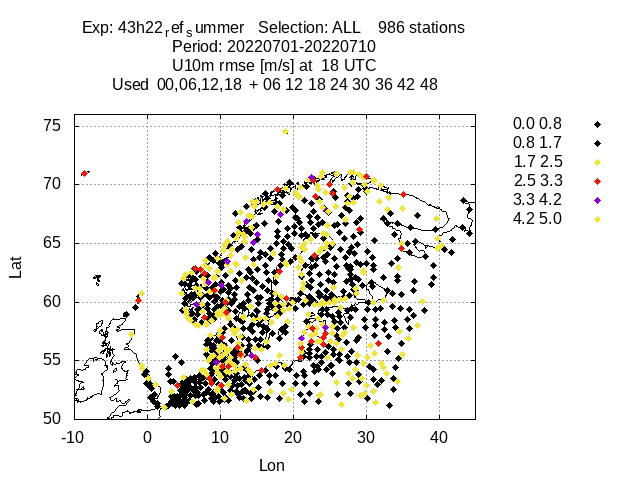 Exp: 43h22refsummer Selection: ALL 986 stations
Period: 20220701-20220710
U10m rmse [m/s] at 18 UTC
Used 00,06,12,18 + 06 12 18 24 30 36 42 48
0.0 0.8
0.8 1.7
1.7 2.5
2.5 3.3
3.3 4.2
4.2 5.0
75
70
65
60
55
50
Lat
-10 0 10 20 30 40
Lon